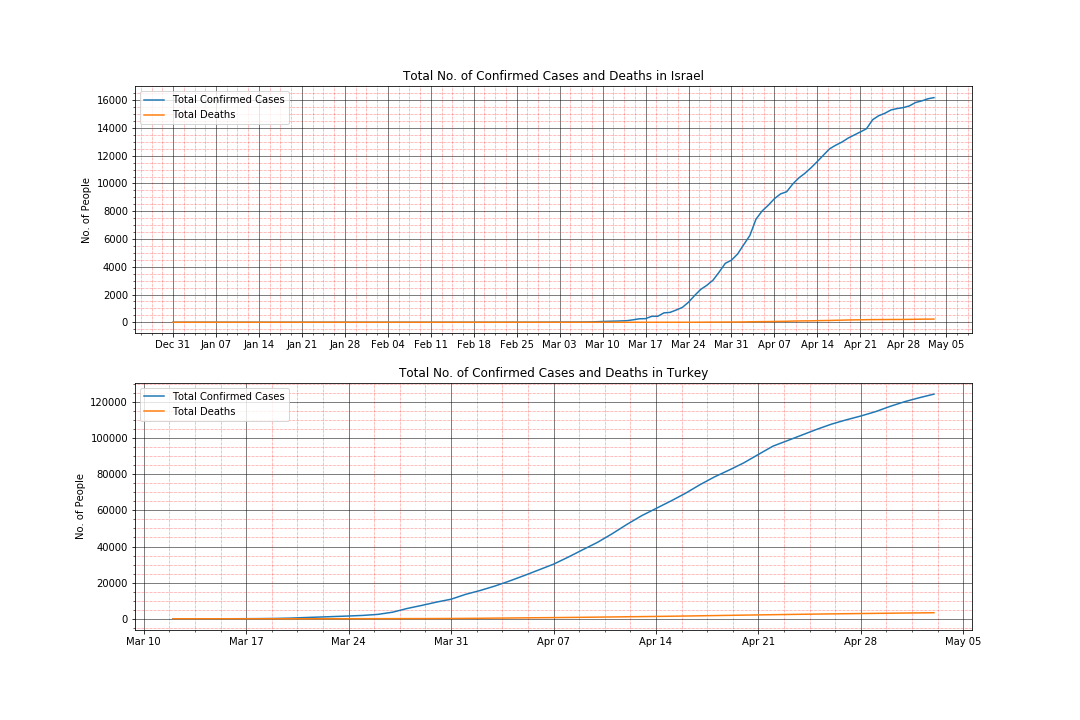 Total No. of Confirmed Cases and Deaths in Israel
Total Confirmed Cases
Total Deaths
No. of People
16000
14000
12000
10000
8000
6000
4000
2000
0
Dec 31 Jan 07 Jan 14 Jan 21 Jan 28 Feb 04 Feb 11 Feb 18 Feb 25 Mar 03 Mar 10 Mar 17 Mar 24 Mar 31 Apr 07 Apr 14 Apr 21 Apr 28 May 05
Total No. of Confirmed Cases and Deaths in Turkey
Total Confirmed Cases
Total Deaths
No. of People
120000
100000
80000
60000
40000
20000
0
Mar 10 Mar 17 Mar 24 Mar 31 Apr 07 Apr 14 Apr 21 Apr 28 May 05